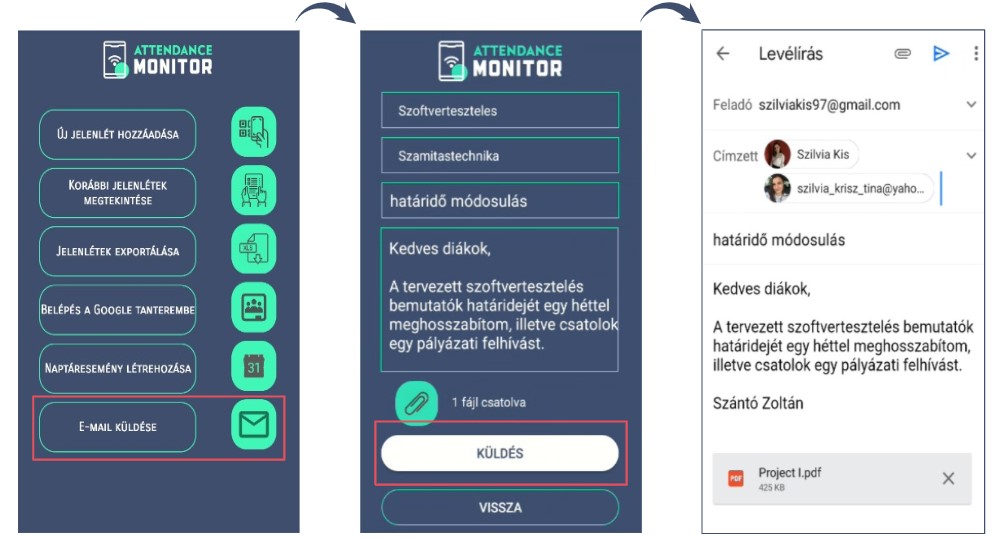 ATTENDANCE
MONITOR
ÚJ JELENLÉT HOZZÁADÁSA
KORÁBBI JELENLÉTEK
MEGTEKINTÉSE
JELENLÉTEK EXPORTÁLÁSA
XLS
BELÉPÉS A GOOGLE TANTEREMBE
NAPTÁRESEMÉNY LÉTREHOZÁSA
31
E-MAIL KÜLDÉSE
ATTENDANCE
MONITOR
Szoftverteszteles
Szamitastechnika
határidő módosulás
Kedves diákok,
A tervezett szoftvertesztelés
bemutatók határidejét egy héttel
meghosszabítom, illetve csatolok
egy pályázati felhívást.
1 fájl csatolva
KÜLDÉS
VISSZA
Levélírás
Feladó szilviakis97@gmail.com
Címzett Szilvia Kis
szilvia_krisz_tina@yaho...
határidő módosulás
Kedves diákok,
A tervezett szoftvertesztelés bemutatók
határidejét egy héttel meghosszabítom,
illetve csatolok egy pályázati felhívást.
Szántó Zoltán
PDF
Project I.pdf
425 KB